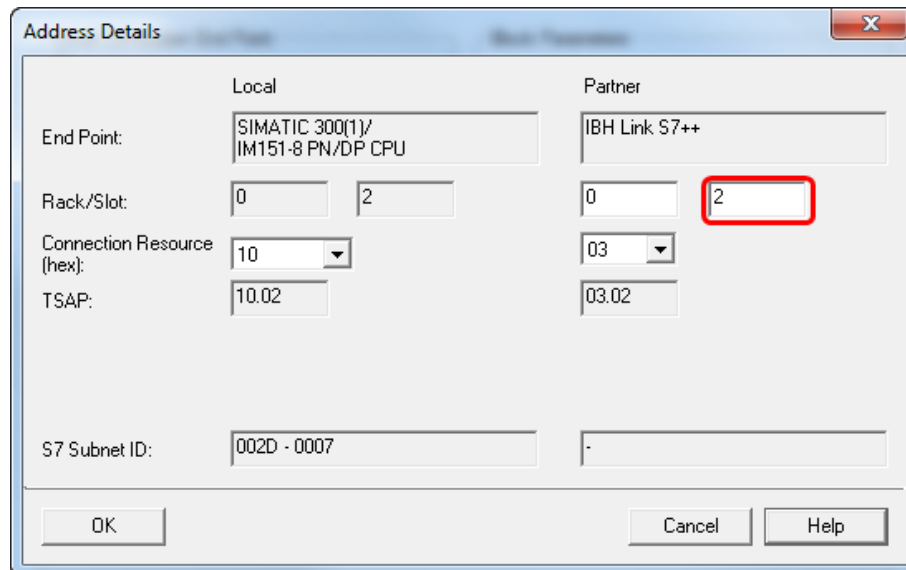 Address Details
X
Local Partner
End Point: SIMATIC 300(1)/ IBH Link S7++
IM151-8 PN/DP CPU
Rack/Slot: 0 2 0 2
Connection Resource
(hex): 10 03
TSAP: 10.02 03.02
S7 Subnet ID: 002D - 0007 -
OK Cancel Help